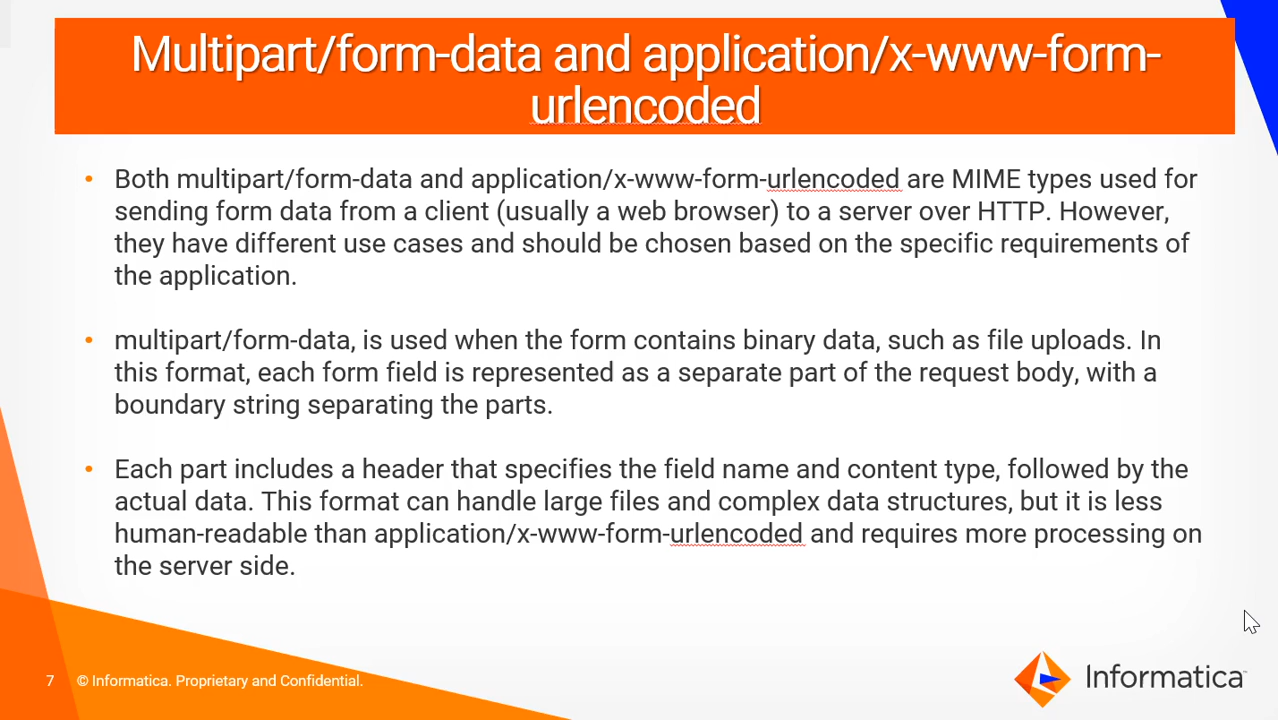 Multipart/form-data and application/x-www-form-
urlencoded
• Both multipart/form-data and application/x-www-form-urlencoded are MIME types used for
sending form data from a client (usually a web browser) to a server over HTTP. However,
they have different use cases and should be chosen based on the specific requirements of
the application.
• multipart/form-data, is used when the form contains binary data, such as file uploads. In
this format, each form field is represented as a separate part of the request body, with a
boundary string separating the parts.
• Each part includes a header that specifies the field name and content type, followed by the
actual data. This format can handle large files and complex data structures, but it is less
human-readable than application/x-www-form-urlencoded and requires more processing on
the server side.
7 © Informatica. Proprietary and Confidential.
Informatica